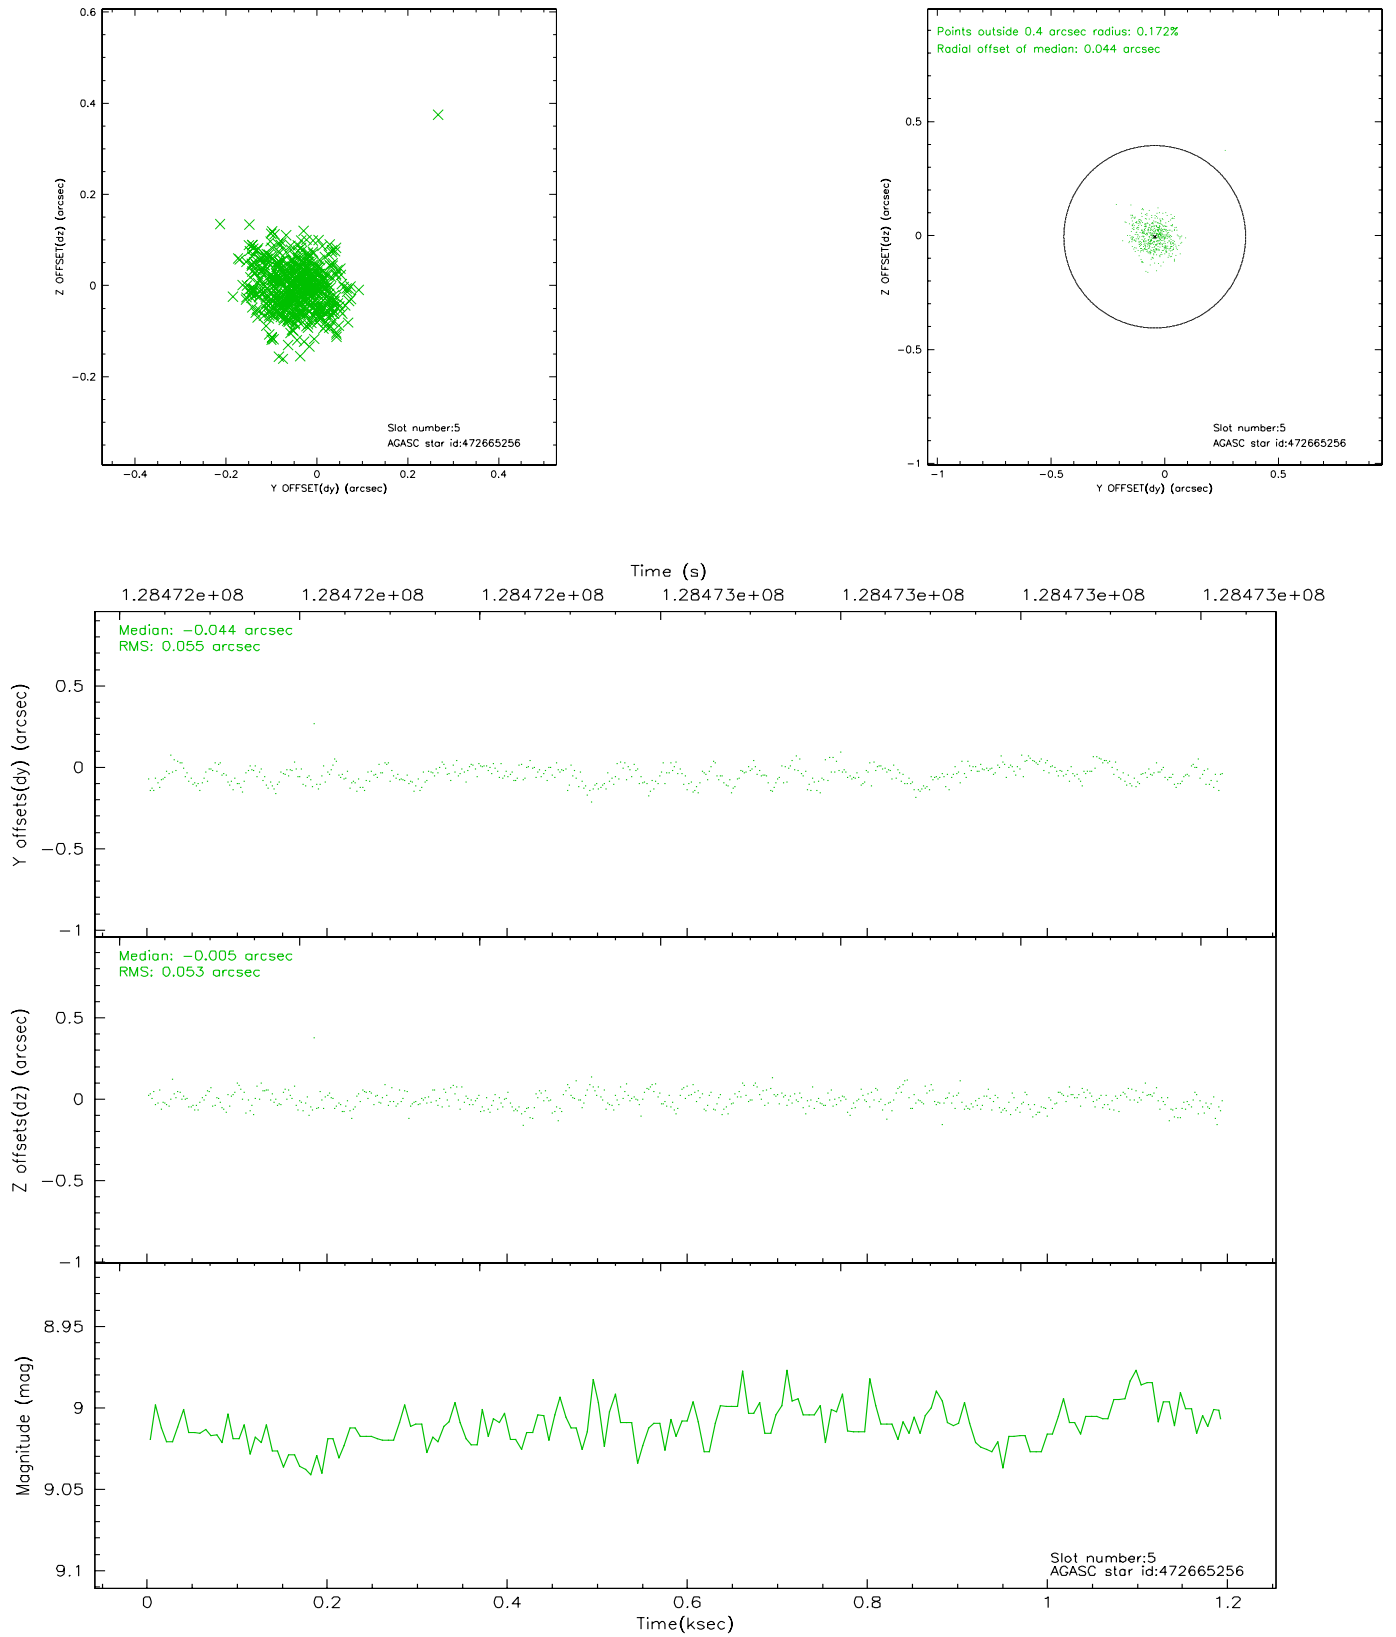 0.6
0.4
0.2
0
-0.2
Z OFFSET(dz) (arcsec)
Slot number:5
AGASC star id:472665256
-0.4
-0.2
0
0.2
0.4
Y OFFSET(dy) (arcsec)
Points outside 0.4 arcsec radius: 0.172%
Radial offset of median: 0.044 arcsec
0.5
0
-0.5
-1
Z OFFSET(dz) (arcsec)
Slot number:5
AGASC star id:472665256
-1
-0.5
0
0.5
Y OFFSET(dy) (arcsec)
Time (s)
1.28472e+08
1.28472e+08
1.28472e+08
1.28473e+08
1.28473e+08
1.28473e+08
1.28473e+08
Median: -0.044 arcsec
RMS: 0.055 arcsec
0.5
0
-0.5
-1
Y offsets(dy) (arcsec)
Median: -0.005 arcsec
RMS: 0.053 arcsec
0.5
0
-0.5
-1
Z offsets(dz) (arcsec)
8.95
9
9.05
9.1
Magnitude (mag)
Slot number:5
AGASC star id:472665256
0
0.2
0.4
0.6
0.8
1
1.2
Time(ksec)